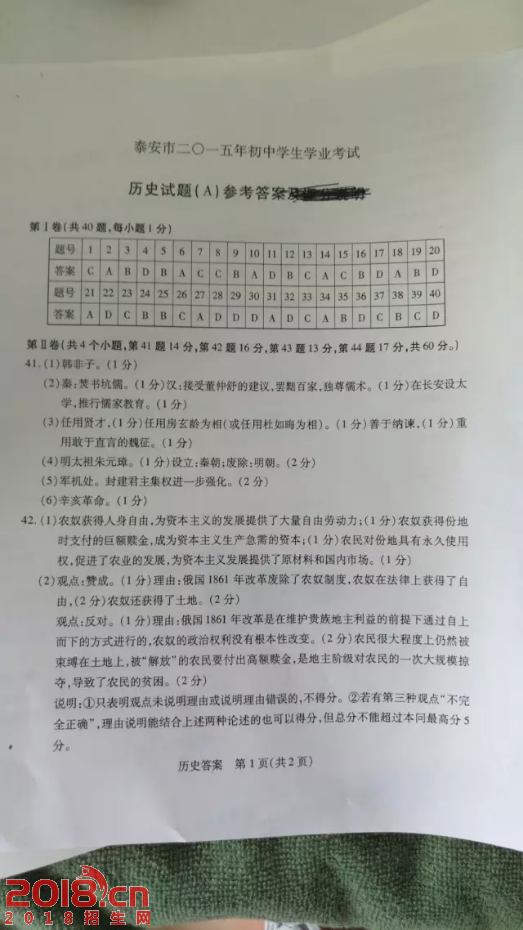 泰安市二〇一五年初中学生学业考试
历史试题(A)参考答案及评分说明
第Ⅰ卷(共40题,每小题1分)
题号 1 2 3 4 5 6 7 8 9 10 11 12 13 14 15 16 17 18 19 20
答案 C A B D B A C C B A D B C A C B D A B D
题号 21 22 23 24 25 26 27 28 29 30 31 32 33 34 35 36 37 38 39 40
答案 A D C B B C A D D D A D C A B D C B C D
第Ⅱ卷(共4个小题,第41题14分,第42题16分,第43题13分,第44题17分,共60分。)
41.(1)韩非子。(1分)
(2)秦:焚书坑儒。(1分)汉:接受董仲舒的建议,罢黜百家,独尊儒术。(1分)在长安设太
学,推行儒家教育。(1分)
(3)任用贤才,(1分)任用房玄龄为相(或任用杜如晦为相)。(1分)善于纳谏,(1分)重
用敢于直言的魏征。(1分)
(4)明太祖朱元璋。(1分)设立:秦朝;废除:明朝。(2分)
(5)军机处。封建君主集权进一步强化。(2分)
(6)辛亥革命。(1分)
42.(1)农奴获得人身自由,为资本主义的发展提供了大量自由劳动力;(1分)农奴获得份地
时支付的巨额赎金,成为资本主义生产急需的资本;(1分)农民对份地具有永久使用
权,促进了农业的发展,为资本主义发展提供了原材料和国内市场。(1分)
(2)观点:赞成。(1分)理由:俄国1861年改革废除了农奴制度,农奴在法律上获得了自
由,(2分)农奴还获得了土地。(2分)
观点:反对。(1分)理由:俄国1861年改革是在维护贵族地主利益的前提下通过自上
而下的方式进行的,农奴的政治权利没有根本性改变。(2分)农民很大程度上仍然被
束缚在土地上,被“解放”的农民要付出高额赎金,是地主阶级对农民的一次大规模掠
夺,导致了农民的贫困。(2分)
说明:①只表明观点未说明理由或说明理由错误的,不得分。②若有第三种观点“不完
全正确”,理由说明能结合上述两种论述的也可以得分,但总分不能超过本问最高分5
分。
历史答案 第1页(共2页)
2018.cn
2018招生网